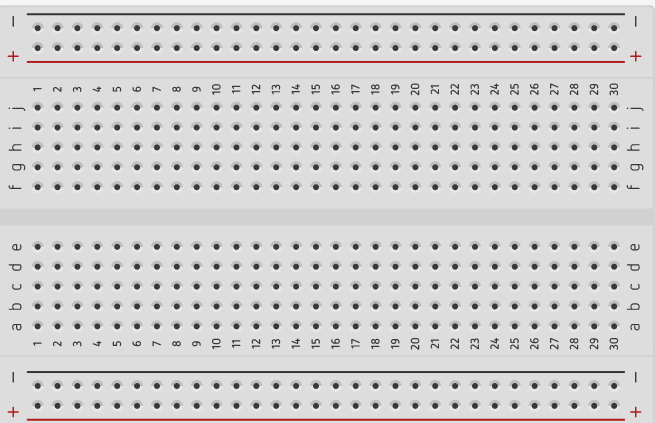 − −
+ +
1 2 3 4 5 6 7 8 9 10 11 12 13 14 15 16 17 18 19 20 21 22 23 24 25 26 27 28 29 30
j j
i i
h h
g g
f f
e e
d d
c c
b b
a a
1 2 3 4 5 6 7 8 9 10 11 12 13 14 15 16 17 18 19 20 21 22 23 24 25 26 27 28 29 30
− −
+ +